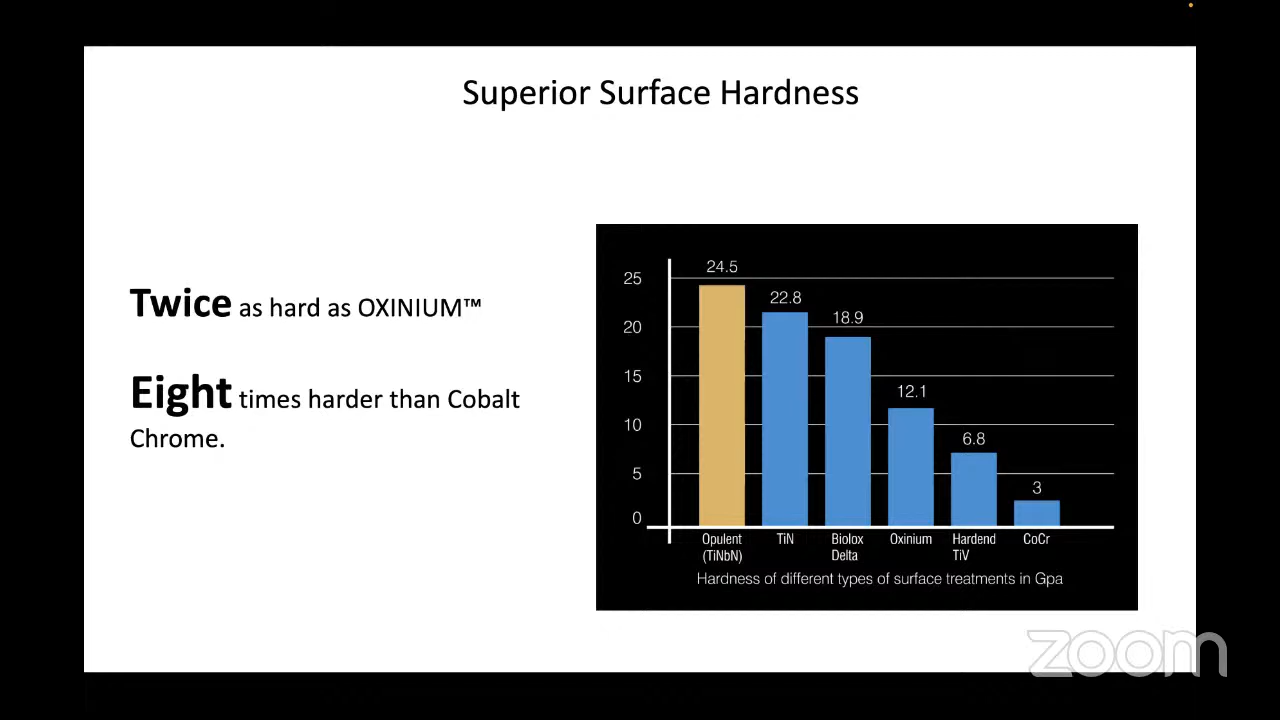 Superior Surface Hardness
Twice as hard as OXINIUM™
Eight times harder than Cobalt
Chrome.
24.5
22.8
18.9
12.1
6.8
3
25
20
15
10
5
0
Opulent
(TiNbN)
TiN
Biolox
Delta
Oxinium
Hardend
TiV
CoCr
Hardness of different types of surface treatments in Gpa
zoom